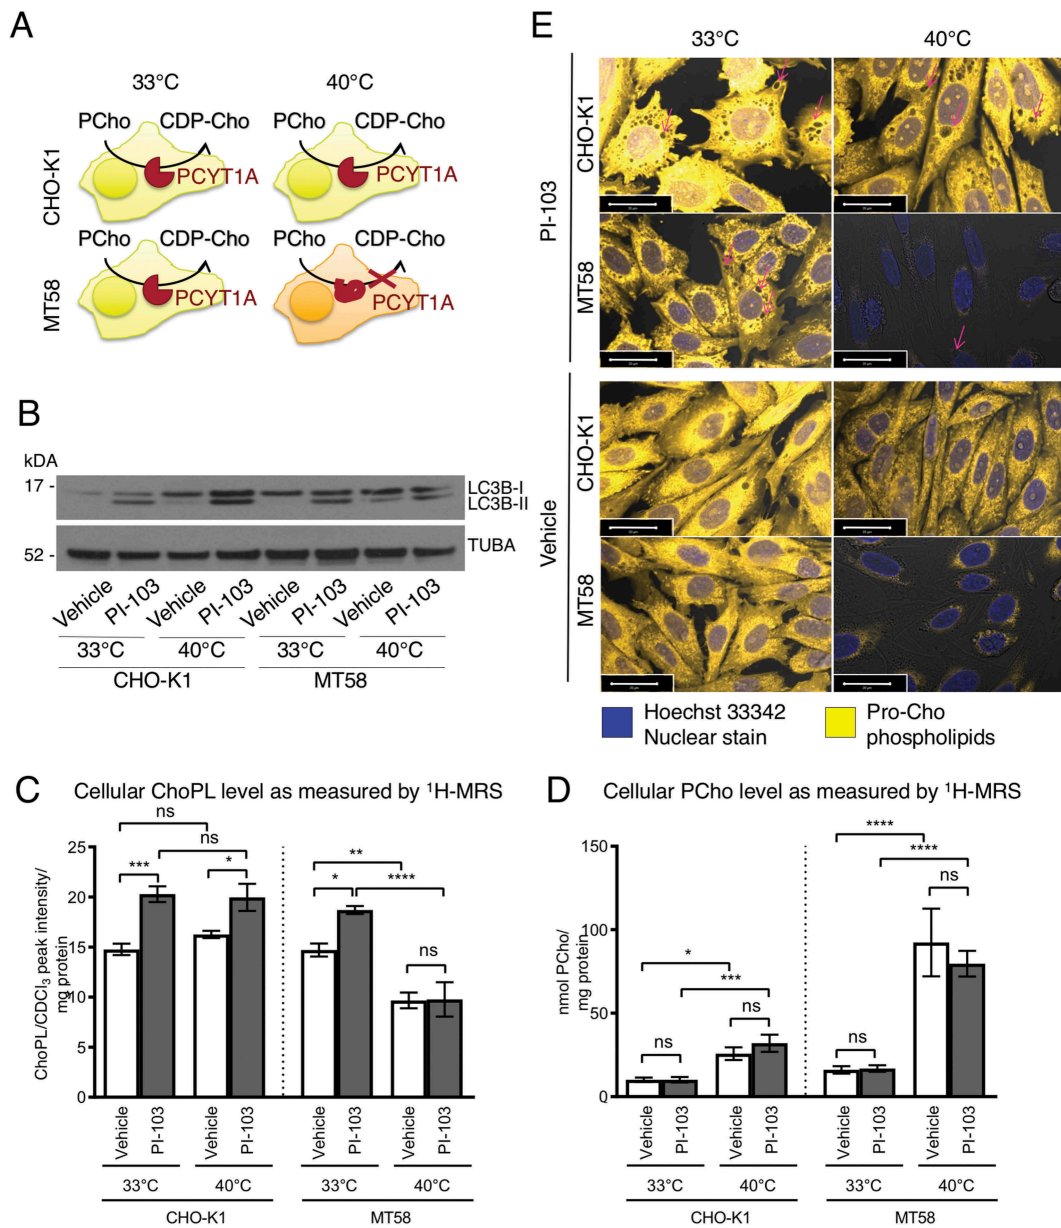 A
33°C
40°C
CHO-K1
PCho CDP-Cho
PCYT1A
PCho CDP-Cho
PCYT1A
MT58
PCho CDP-Cho
PCYT1A
PCho CDP-Cho
PCYT1A
B
kDA
17 -
LC3B-I
LC3B-II
52 -
TUBA
Vehicle
PI-103
Vehicle
PI-103
Vehicle
PI-103
Vehicle
PI-103
33°C
40°C
33°C
40°C
CHO-K1
MT58
E
33°C
40°C
PI-103
CHO-K1
MT58
Vehicle
CHO-K1
MT58
Hoechst 33342
Nuclear stain
Pro-Cho
phospholipids
C
Cellular ChoPL level as measured by ¹H-MRS
ChoPL/CDCl₃ peak intensity/
mg protein
25
20
15
10
5
0
ns
ns
***
*
**
*
****
ns
Vehicle
PI-103
Vehicle
PI-103
Vehicle
PI-103
Vehicle
PI-103
33°C
40°C
33°C
40°C
CHO-K1
MT58
D
Cellular PCho level as measured by ¹H-MRS
nmol PCho/
mg protein
150
100
50
0
*
***
ns
ns
****
****
ns
ns
Vehicle
PI-103
Vehicle
PI-103
Vehicle
PI-103
Vehicle
PI-103
33°C
40°C
33°C
40°C
CHO-K1
MT58